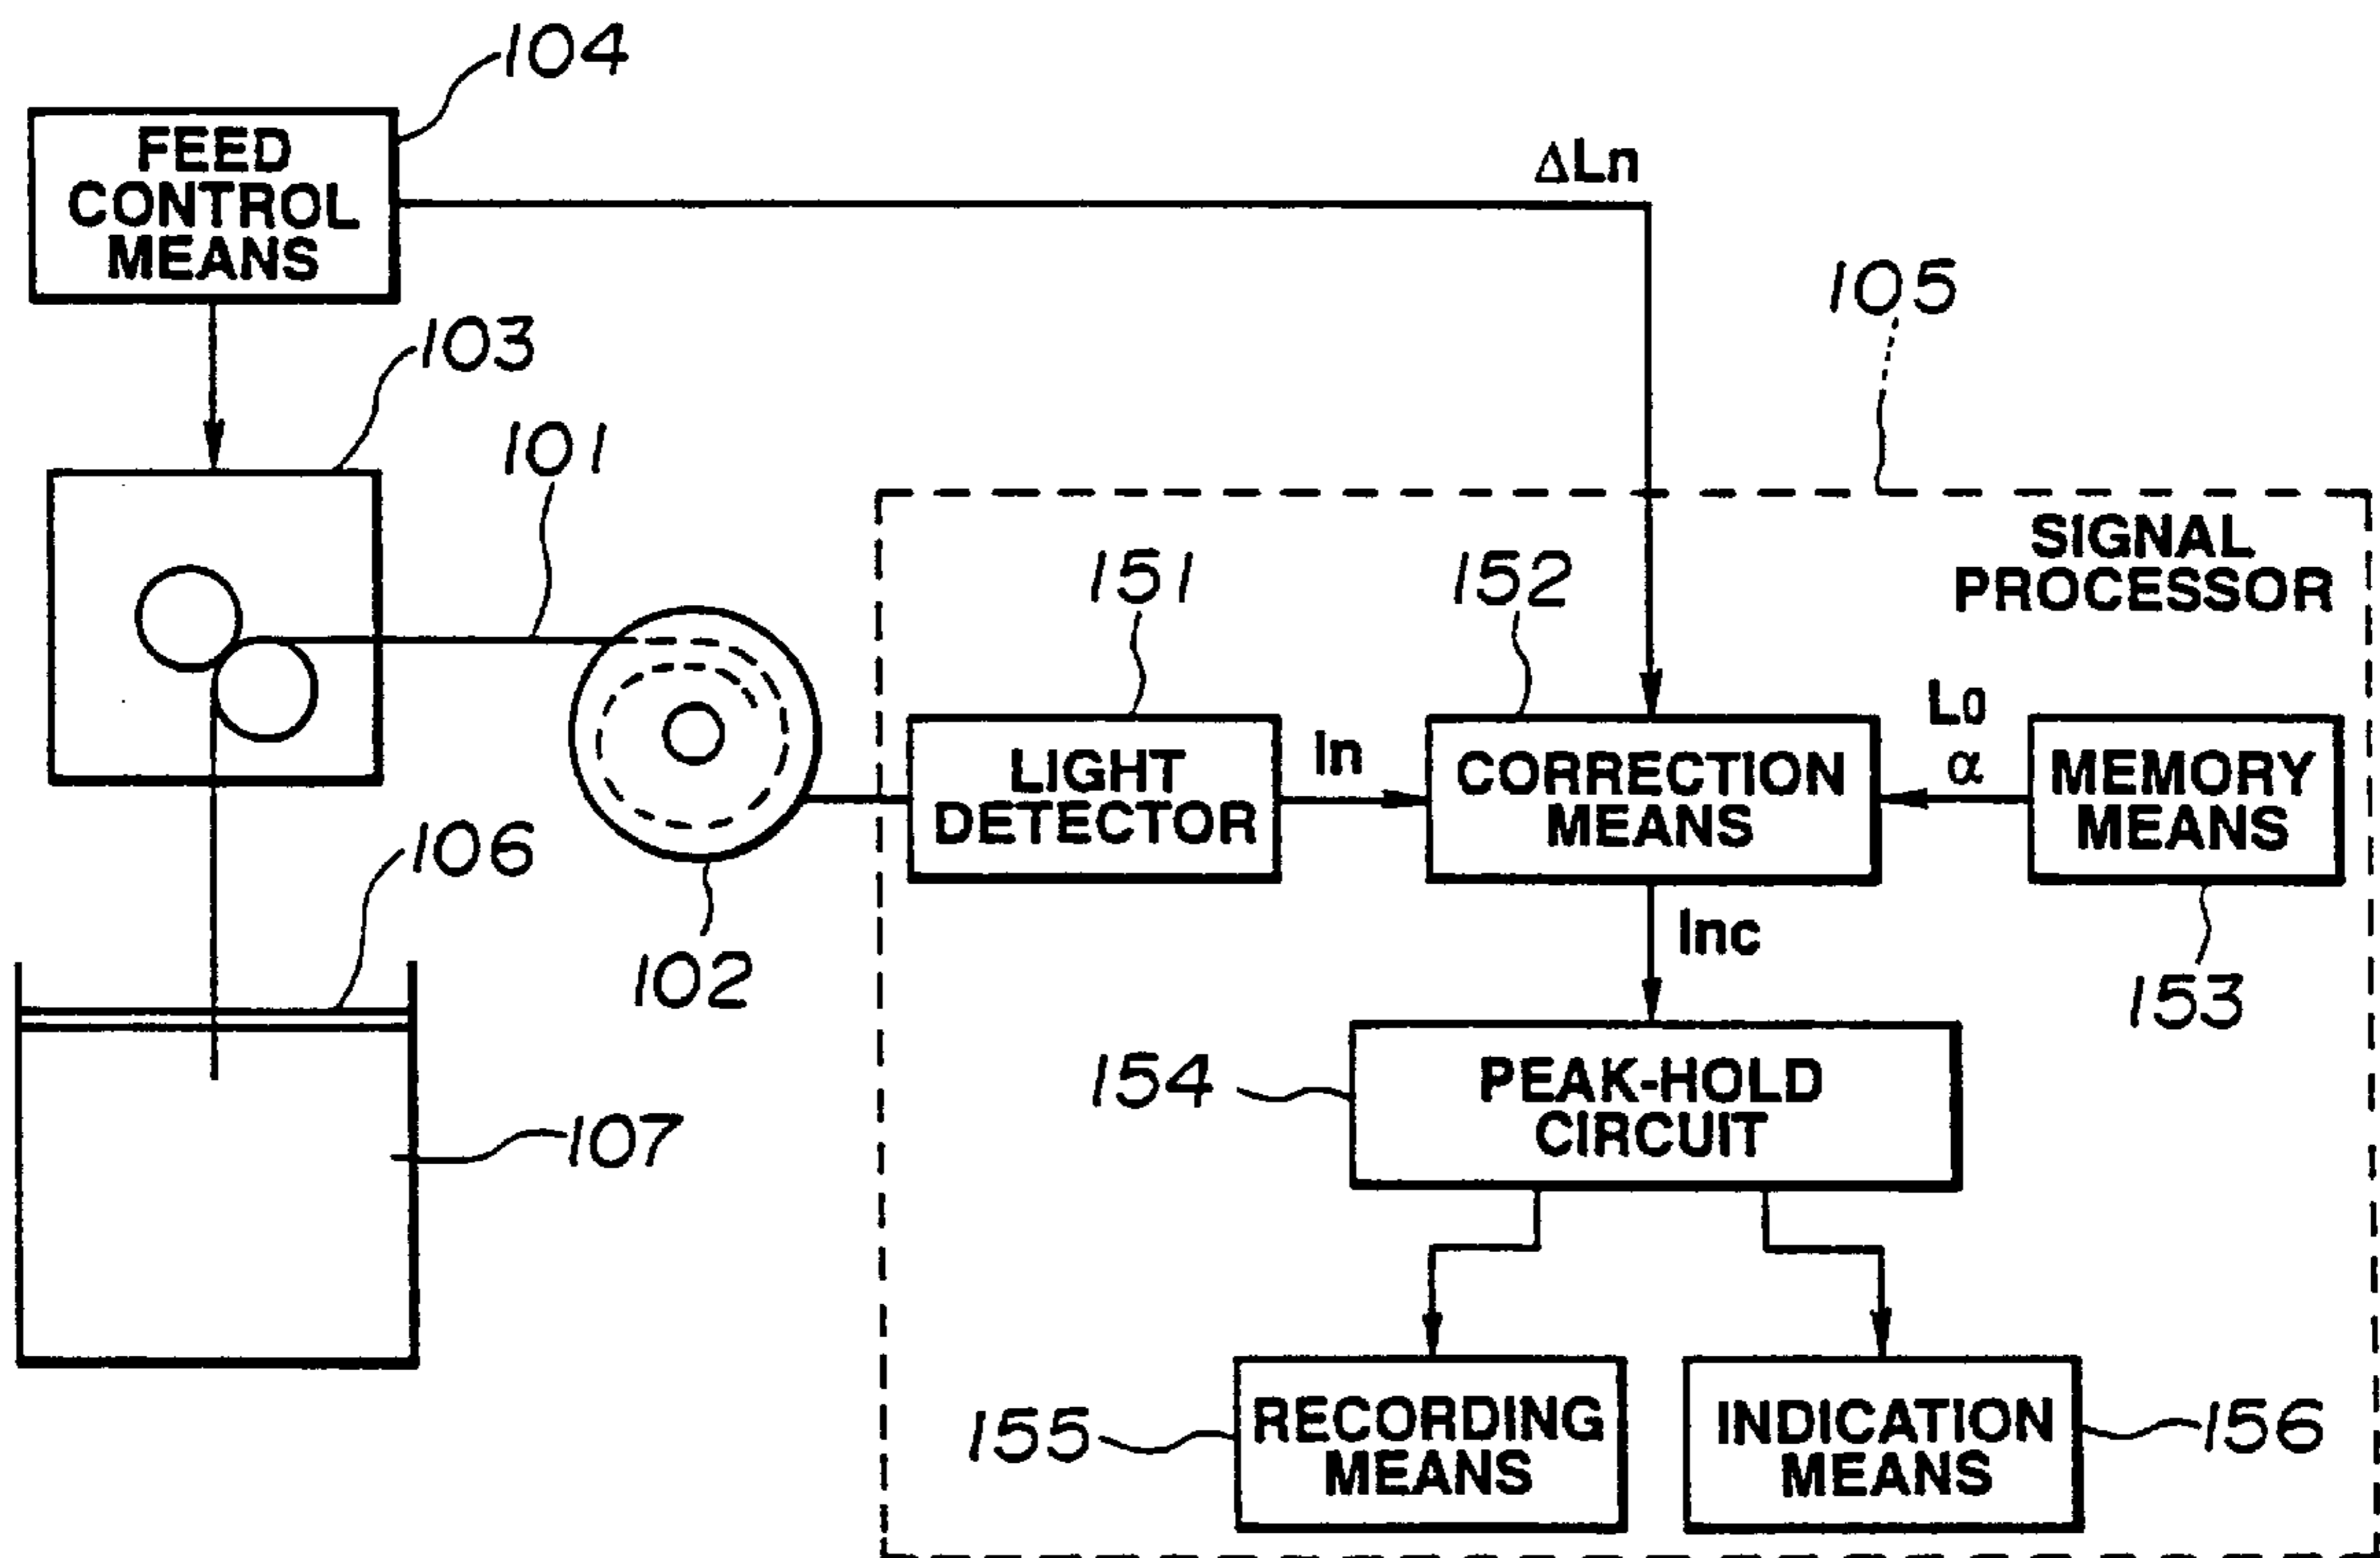 104
FEED
CONTROL
MEANS
ΔLn
105
103
101
SIGNAL
PROCESSOR
151
152
LIGHT
DETECTOR
In
CORRECTION
MEANS
L0
α
MEMORY
MEANS
106
102
Inc
153
154
PEAK-HOLD
CIRCUIT
107
155
RECORDING
MEANS
INDICATION
MEANS
156